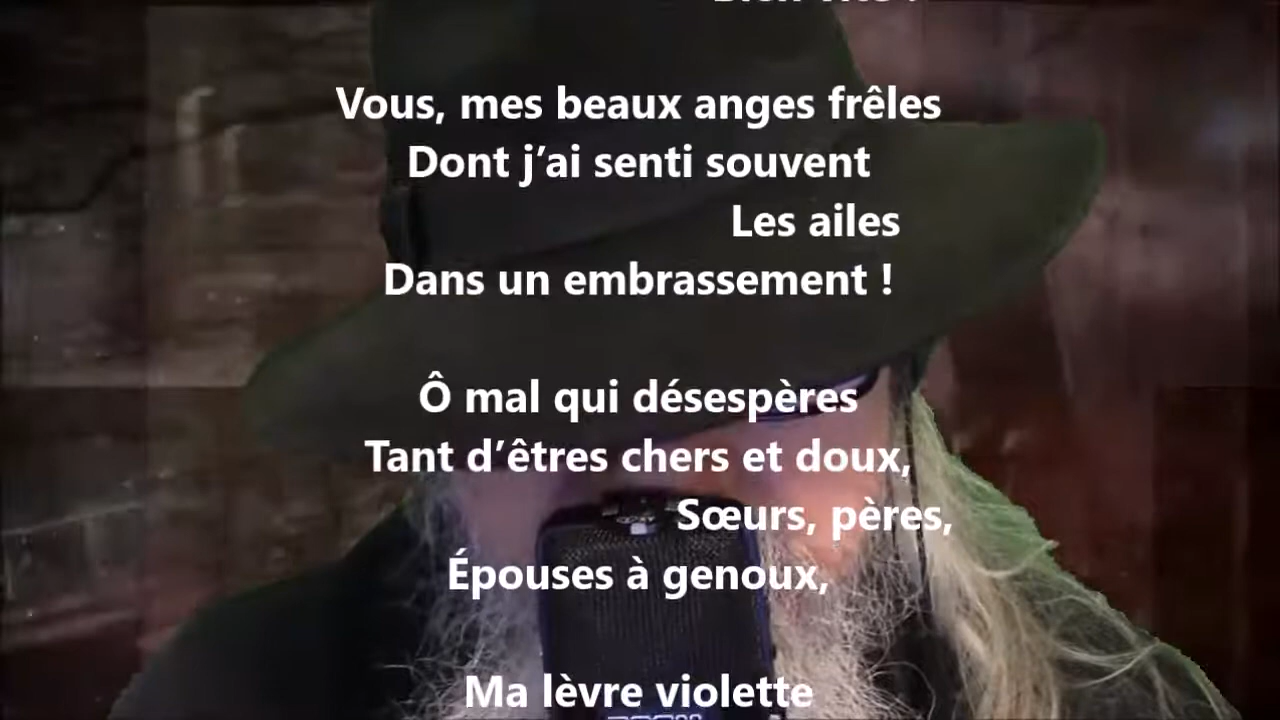 Vous, mes beaux anges frêles
Dont j’ai senti souvent
Les ailes
Dans un embrassement !
Ô mal qui désespères
Tant d’êtres chers et doux,
Sœurs, pères,
Épouses à genoux,
Ma lèvre violette